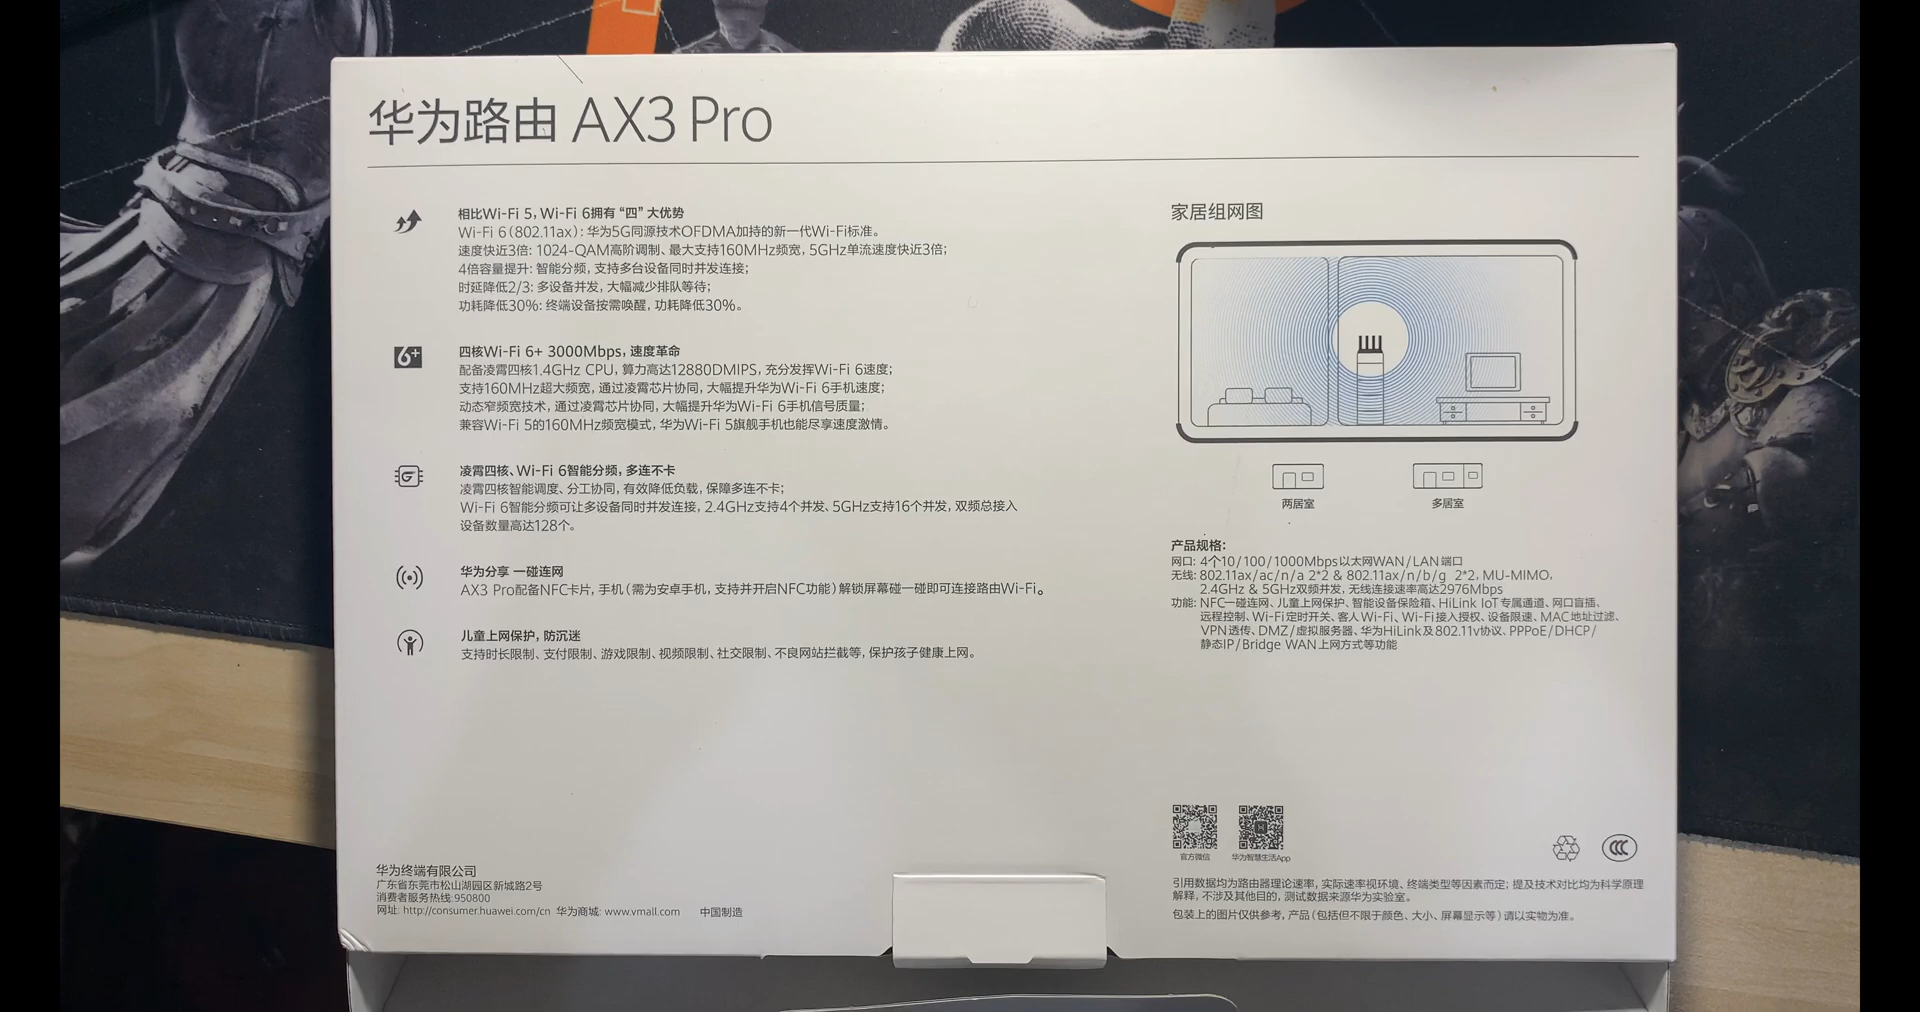 华为路由 AX3 Pro
相比Wi-Fi 5, Wi-Fi 6拥有“四”大优势
Wi-Fi 6(802.11ax): 华为5G同源技术OFDMA加持的新一代Wi-Fi标准。
速度快近3倍: 1024-QAM高阶调制、最大支持160MHz频宽, 5GHz单流速度快近3倍;
4倍容量提升: 智能分频, 支持多台设备同时并发连接;
时延降低2/3: 多设备并发, 大幅减少排队等待;
功耗降低30%: 终端设备按需唤醒, 功耗降低30%。
6+
四核Wi-Fi 6+ 3000Mbps, 速度革命
配备凌霄四核1.4GHz CPU, 算力高达12880DMIPS, 充分发挥Wi-Fi 6速度;
支持160MHz超大频宽, 通过凌霄芯片协同, 大幅提升华为Wi-Fi 6手机速度;
动态窄频宽技术, 通过凌霄芯片协同, 大幅提升华为Wi-Fi 6手机信号质量;
兼容Wi-Fi 5的160MHz频宽模式, 华为Wi-Fi 5旗舰手机也能尽享速度激情。
凌霄四核、Wi-Fi 6智能分频, 多连不卡
凌霄四核智能调度、分工协同, 有效降低负载, 保障多连不卡;
Wi-Fi 6智能分频可让多设备同时并发连接, 2.4GHz支持4个并发、5GHz支持16个并发, 双频总接入
设备数量高达128个。
华为分享 一碰连网
AX3 Pro配备NFC卡片, 手机(需为安卓手机, 支持并开启NFC功能)解锁屏幕碰一碰即可连接路由Wi-Fi。
儿童上网保护, 防沉迷
支持时长限制、支付限制、游戏限制、视频限制、社交限制、不良网站拦截等, 保护孩子健康上网。
华为终端有限公司
广东省东莞市松山湖园区新城路2号
消费者服务热线:950800
网址: http://consumer.huawei.com/cn 华为商城: www.vmall.com 中国制造
家居组网图
两居室 多居室
产品规格:
网口: 4个10/100/1000Mbps以太网WAN/LAN端口
无线: 802.11ax/ac/n/a 2*2 & 802.11ax/n/b/g 2*2, MU-MIMO,
2.4GHz & 5GHz双频并发, 无线连接速率高达2976Mbps
功能: NFC一碰连网、儿童上网保护、智能设备保险箱、HiLink IoT专属通道、网口盲插、
远程控制、Wi-Fi定时开关、客人Wi-Fi、Wi-Fi接入授权、设备限速、MAC地址过滤、
VPN透传、DMZ/虚拟服务器、华为HiLink及802.11v协议、PPPoE/DHCP/
静态IP/Bridge WAN上网方式等功能
官方微信 华为智慧生活App
引用数据均为路由器理论速率, 实际速率视环境、终端类型等因素而定; 提及技术对比均为科学原理
解释, 不涉及其他目的, 测试数据来源华为实验室。
包装上的图片仅供参考, 产品(包括但不限于颜色、大小、屏幕显示等)请以实物为准。